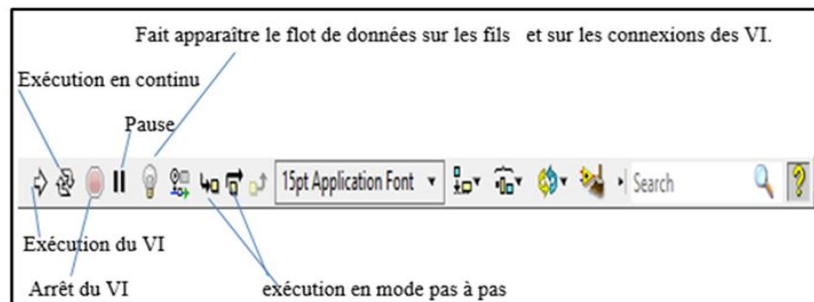 Fait apparaître le flot de données sur les fils et sur les connexions des VI.
Exécution en continu
Pause
15pt Application Font
Search
Exécution du VI
Arrêt du VI
exécution en mode pas à pas